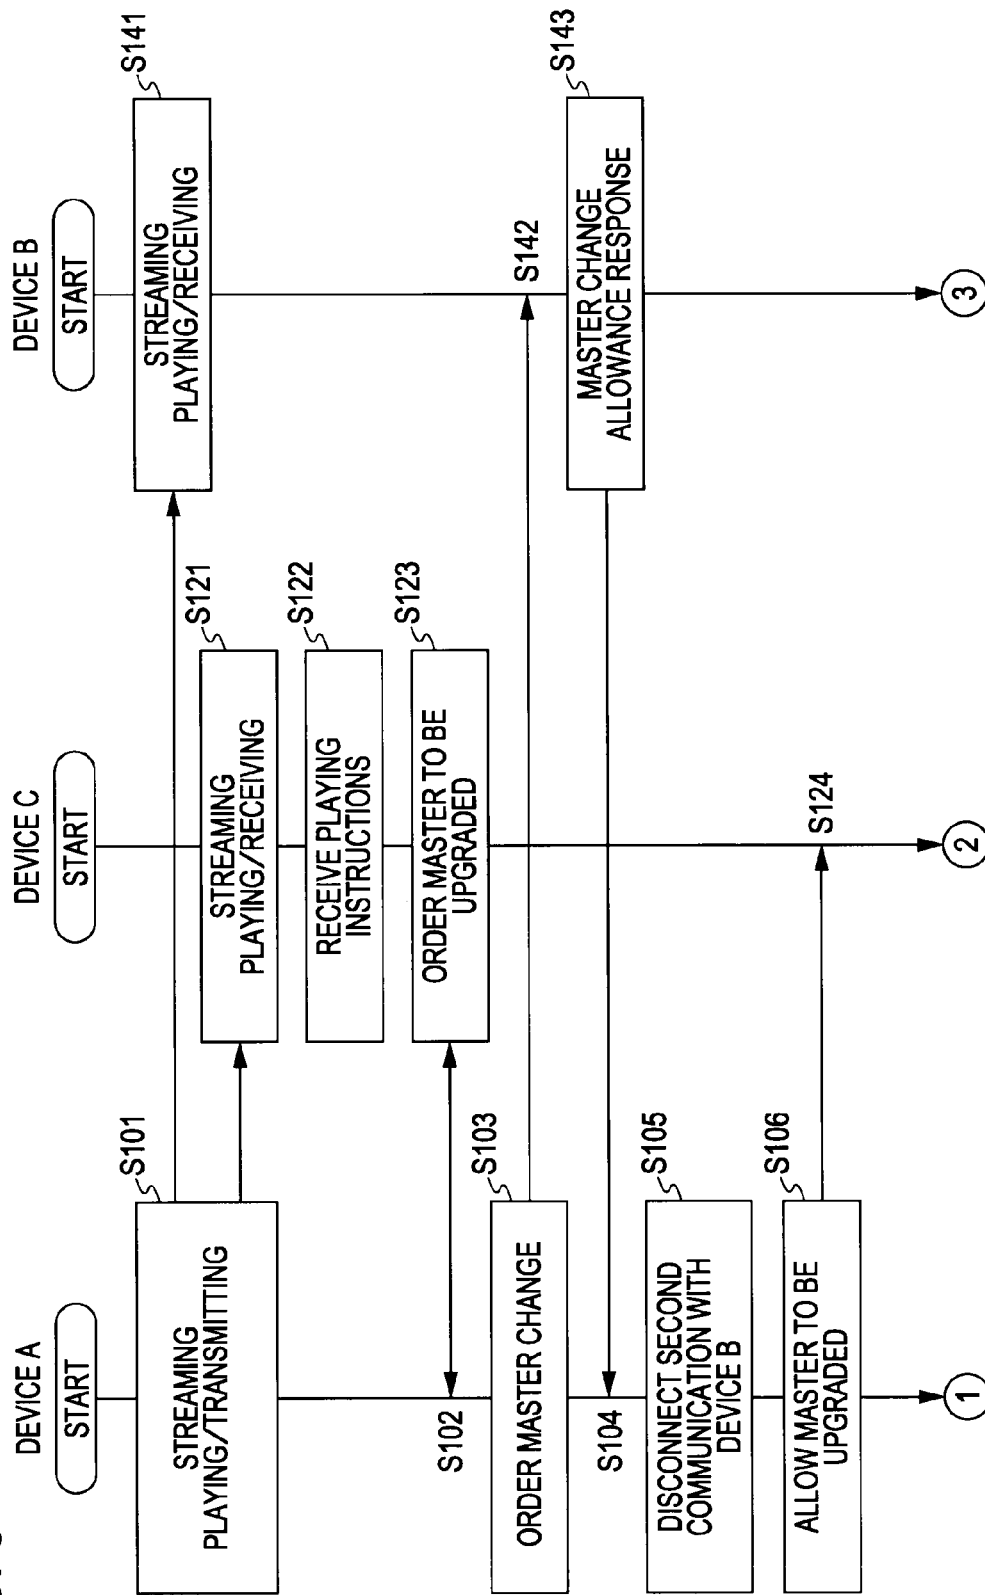 DEVICE A
START
STREAMING
PLAYING/TRANSMITTING
S101
S102
ORDER MASTER CHANGE
S103
S104
DISCONNECT SECOND
COMMUNICATION WITH
DEVICE B
S105
ALLOW MASTER TO BE
UPGRADED
S106
1
DEVICE C
START
STREAMING
PLAYING/RECEIVING
S121
RECEIVE PLAYING
INSTRUCTIONS
S122
ORDER MASTER TO BE
UPGRADED
S123
S124
2
DEVICE B
START
STREAMING
PLAYING/RECEIVING
S141
S142
MASTER CHANGE
ALLOWANCE RESPONSE
S143
3